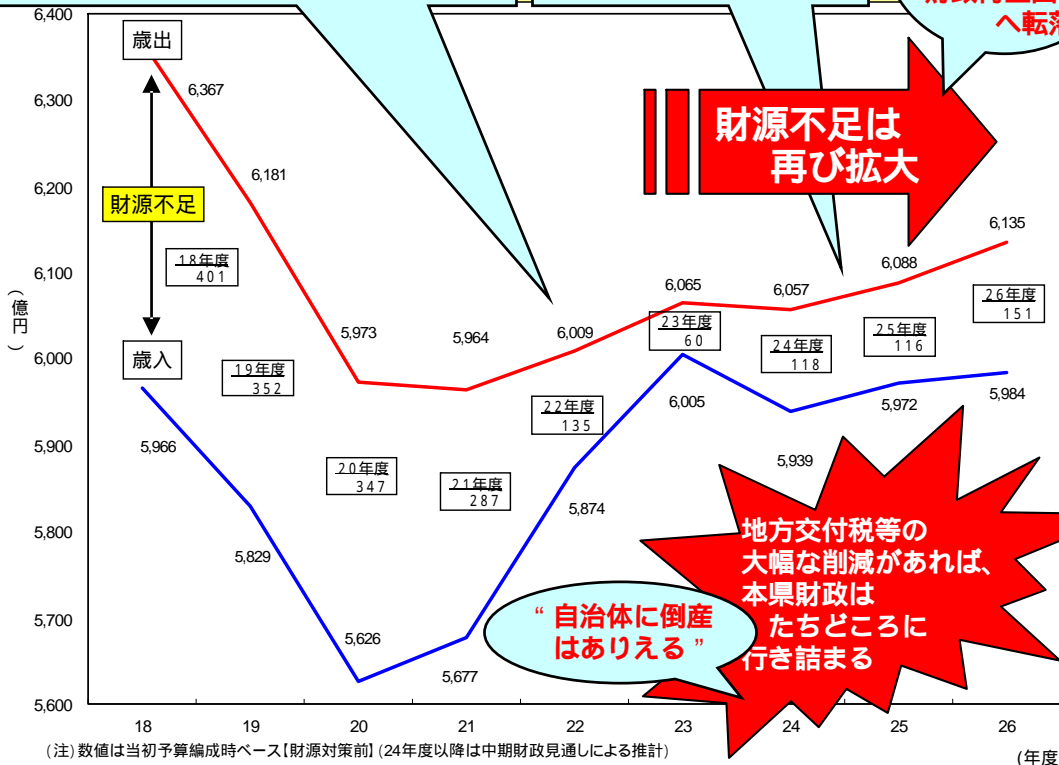 財政再生団体
へ転落
6,400
6,300
6,200
6,100
6,000
5,900
5,800
5,700
5,600
(億円)
歳出
財源不足
歳入
財源不足は
再び拡大
6,367
6,181
5,973
5,964
6,009
6,065
6,057
6,088
6,135
18年度
401
19年度
352
20年度
347
21年度
287
22年度
135
23年度
60
24年度
118
25年度
116
26年度
151
5,966
5,829
5,626
5,677
5,874
6,005
5,939
5,972
5,984
“ 自治体に倒産
はありえる ”
地方交付税等の
大幅な削減があれば、
本県財政は
たちどころに
行き詰まる
18 19 20 21 22 23 24 25 26
(注) 数値は当初予算編成時ベース【財源対策前】(24年度以降は中期財政見通しによる推計)
(年度